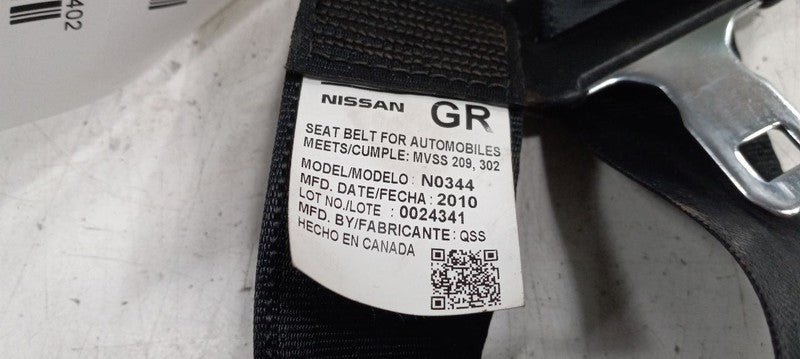 402
NISSAN GR
SEAT BELT FOR AUTOMOBILES
MEETS/CUMPLE: MVSS 209, 302
MODEL/MODELO: N0344
MFD. DATE/FECHA: 2010
LOT NO./LOTE : 0024341
MFD. BY/FABRICANTE: QSS
HECHO EN CANADA